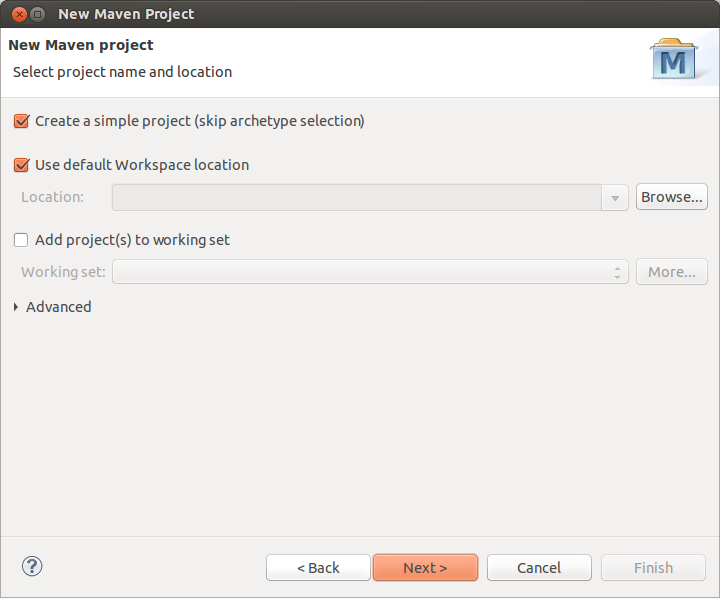 New Maven Project
New Maven project
Select project name and location
M
Create a simple project (skip archetype selection)
Use default Workspace location
Location:
Browse...
Add project(s) to working set
Working set:
More...
Advanced
?
< Back
Next >
Cancel
Finish